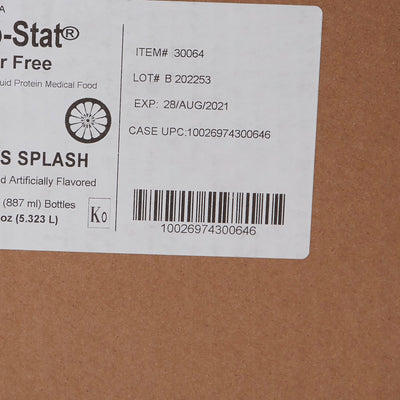 A
-Stat®
r Free
uid Protein Medical Food
S SPLASH
d Artificially Flavored
(887 ml) Bottles
oz (5.323 L)
KO
ITEM# 30064
LOT# B 202253
EXP: 28/AUG/2021
CASE UPC:10026974300646
10026974300646